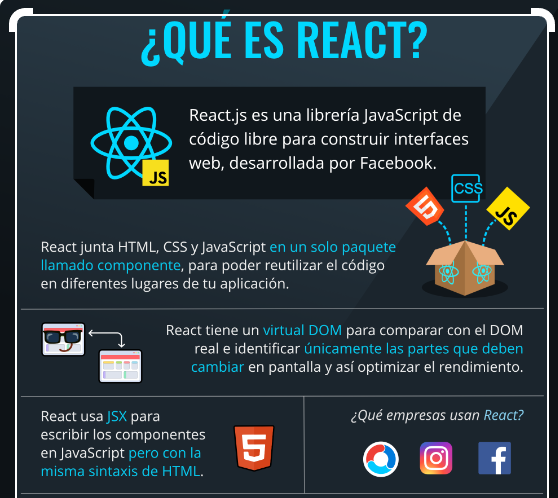 ¿QUÉ ES REACT?
React.js es una librería JavaScript de
código libre para construir interfaces
web, desarrollada por Facebook.
JS
CSS
5
JS
React junta HTML, CSS y JavaScript en un solo paquete
llamado componente, para poder reutilizar el código
en diferentes lugares de tu aplicación.
React tiene un virtual DOM para comparar con el DOM
real e identificar únicamente las partes que deben
cambiar en pantalla y así optimizar el rendimiento.
React usa JSX para
escribir los componentes
en JavaScript pero con la
misma sintaxis de HTML.
5
¿Qué empresas usan React?
f